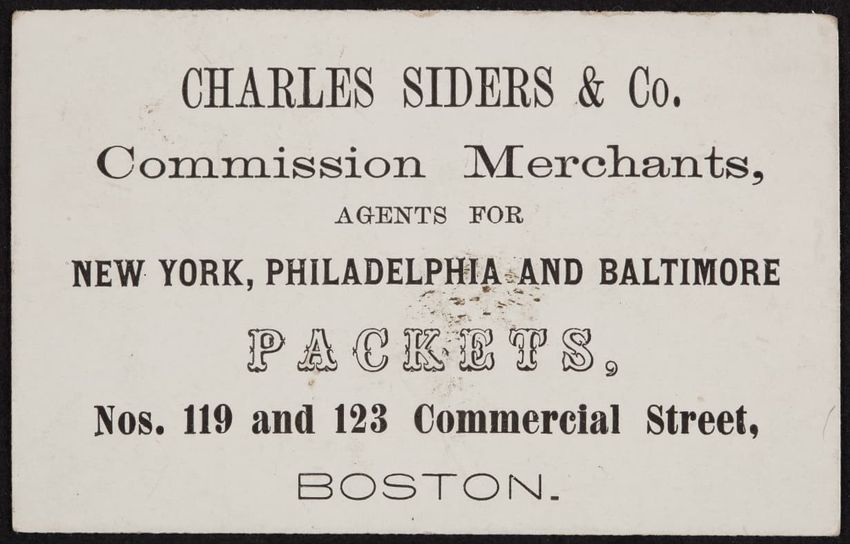 CHARLES SIDERS & Co.
Commission Merchants,
AGENTS FOR
NEW YORK, PHILADELPHIA AND BALTIMORE
PACKETS,
Nos. 119 and 123 Commercial Street,
BOSTON.